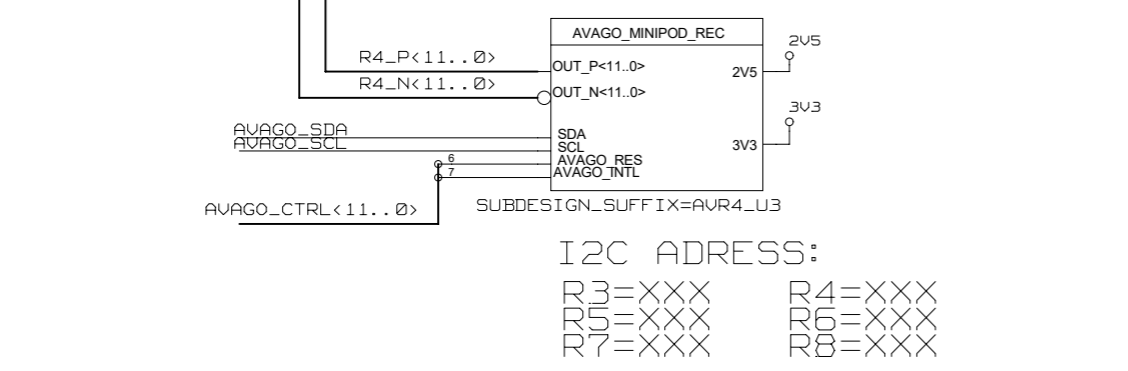 AVAGO_MINIPOD_REC
2V5
R4_P<11..0>
OUT_P<11..0>
2V5
R4_N<11..0>
OUT_N<11..0>
3V3
AVAGO_SDA
SDA
AVAGO_SCL
SCL
3V3
6
AVAGO_RES
7
AVAGO_INTL
AVAGO_CTRL<11..0>
SUBDESIGN_SUFFIX=AVR4_U3
I2C ADRESS:
R3=XXX R4=XXX
R5=XXX R6=XXX
R7=XXX R8=XXX